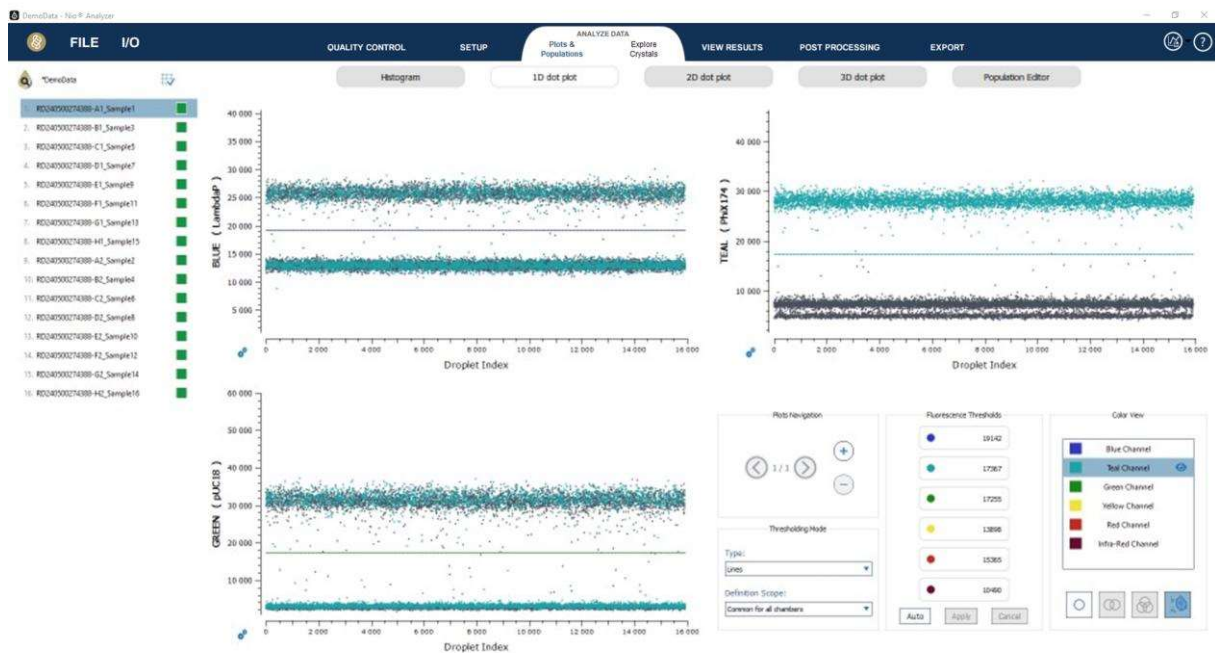 DemoData - Nio® Analyzer
FILE I/O
QUALITY CONTROL
SETUP
ANALYZE DATA
Plots & Populations
Explore Crystals
VIEW RESULTS
POST PROCESSING
EXPORT
*DemoData
Histogram
1D dot plot
2D dot plot
3D dot plot
Population Editor
1. RD240500274388-A1_Sample1
2. RD240500274388-B1_Sample3
3. RD240500274388-C1_Sample5
4. RD240500274388-D1_Sample7
5. RD240500274388-E1_Sample9
6. RD240500274388-F1_Sample11
7. RD240500274388-G1_Sample13
8. RD240500274388-H1_Sample15
9. RD240500274388-A2_Sample2
10. RD240500274388-B2_Sample4
11. RD240500274388-C2_Sample6
12. RD240500274388-D2_Sample8
13. RD240500274388-E2_Sample10
14. RD240500274388-F2_Sample12
15. RD240500274388-G2_Sample14
16. RD240500274388-H2_Sample16
BLUE ( LambdaP )
40 000
35 000
30 000
25 000
20 000
15 000
10 000
5 000
0 2 000 4 000 6 000 8 000 10 000 12 000 14 000 16 000
Droplet Index
TEAL ( PhiX174 )
40 000
30 000
20 000
10 000
0 2 000 4 000 6 000 8 000 10 000 12 000 14 000 16 000
Droplet Index
GREEN ( pUC18 )
60 000
50 000
40 000
30 000
20 000
10 000
0 2 000 4 000 6 000 8 000 10 000 12 000 14 000 16 000
Droplet Index
Plots Navigation
1 / 1
Thresholding Mode
Type:
Lines
Definition Scope:
Common for all chambers
Fluorescence Thresholds
19142
17367
17255
13898
15365
10490
Auto Apply Cancel
Color View
Blue Channel
Teal Channel
Green Channel
Yellow Channel
Red Channel
Infra-Red Channel